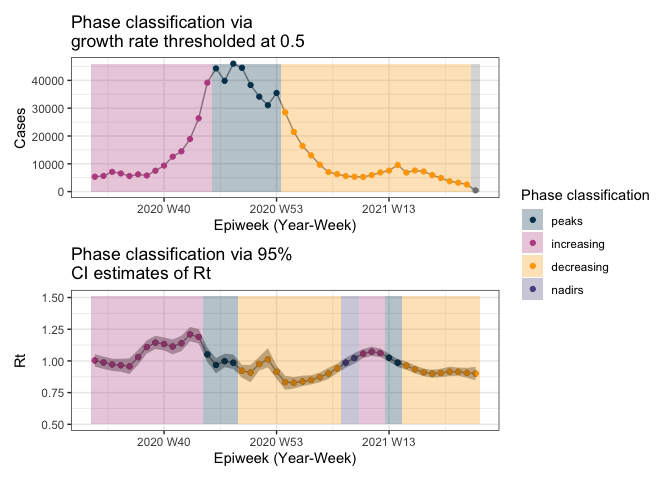 Phase classification via
growth rate thresholded at 0.5
Cases
40000
30000
20000
10000
0
2020 W40
2020 W53
2021 W13
Epiweek (Year-Week)
Phase classification via 95%
CI estimates of Rt
Rt
1.50
1.25
1.00
0.75
0.50
2020 W40
2020 W53
2021 W13
Epiweek (Year-Week)
Phase classification
peaks
increasing
decreasing
nadirs